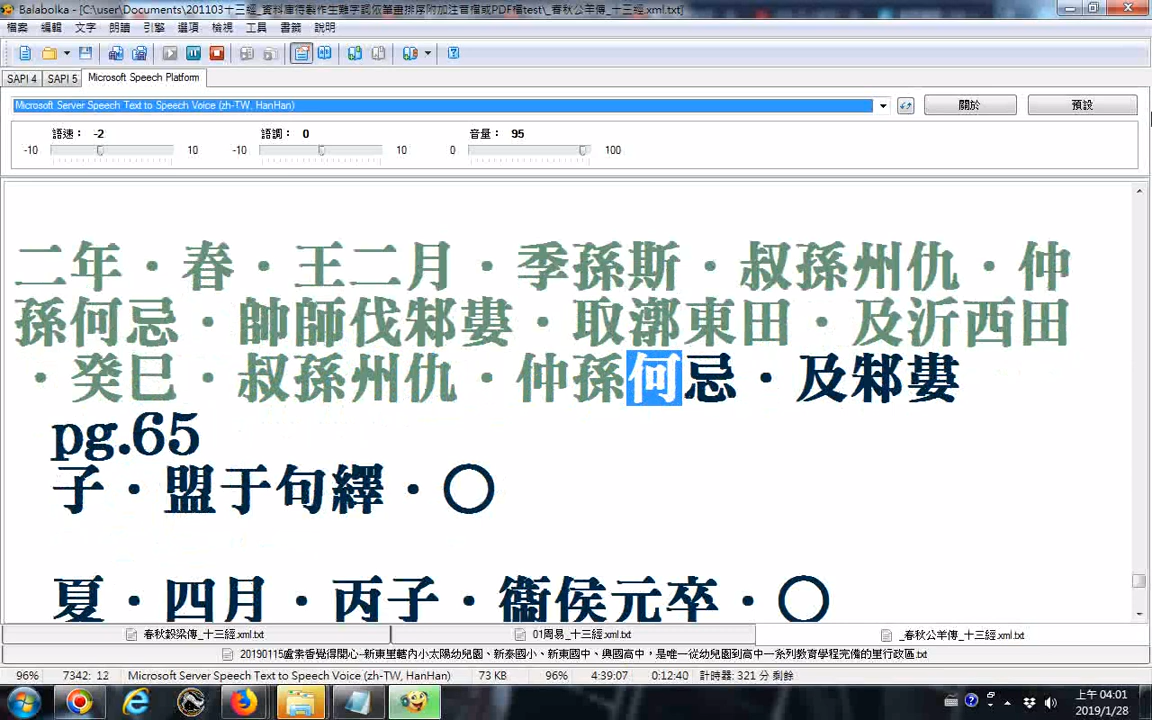 Balabolka - [C:\user\Documents\201103十三經_資料庫待製作生難字詞依筆畫排序附加注音檔或PDF檔test\_春秋公羊傳_十三經.xml.txt]
檔案 編輯 文字 朗讀 引擎 選項 檢視 工具 書籤 說明
SAPI 4 SAPI 5 Microsoft Speech Platform
Microsoft Server Speech Text to Speech Voice (zh-TW, HanHan) 關於 預設
語速： -2 語調： 0 音量： 95
-10 10 -10 10 0 100
二年．春．王二月．季孫斯．叔孫州仇．仲
孫何忌．帥師伐邾婁．取漷東田．及沂西田
．癸巳．叔孫州仇．仲孫何忌．及邾婁
pg.65
子．盟于句繹．○
夏．四月．丙子．衞侯元卒．○
春秋穀梁傳_十三經.xml.txt 01周易_十三經.xml.txt _春秋公羊傳_十三經.xml.txt
20190115盧素香覺得開心-新東里轄內小太陽幼兒園、新泰國小、新東國中、興國高中，是唯一從幼兒園到高中一系列教育學程完備的里行政區.txt
96% 7342: 12 Microsoft Server Speech Text to Speech Voice (zh-TW, HanHan) 73 KB 96% 4:39:07 0:12:40 計時器: 321 分 剩餘
上午 04:01
2019/1/28